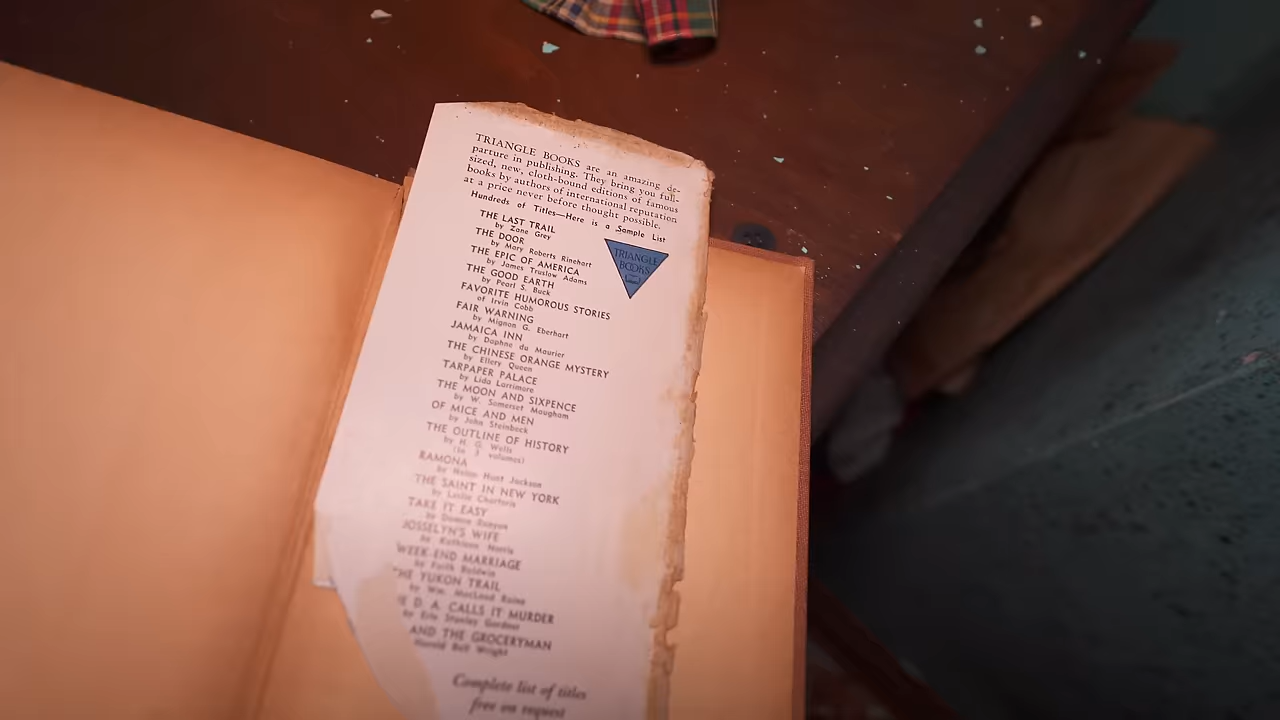 TRIANGLE BOOKS are an amazing de-
parture in publishing. They bring you full-
sized, new, cloth-bound editions of famous
books by authors of international reputation
at a price never before thought possible.
Hundreds of Titles—Here is a Sample List
THE LAST TRAIL
by Zane Grey
THE DOOR
by Mary Roberts Rinehart
THE EPIC OF AMERICA
by James Truslow Adams
THE GOOD EARTH
by Pearl S. Buck
FAVORITE HUMOROUS STORIES
of Irvin Cobb
FAIR WARNING
by Mignon G. Eberhart
JAMAICA INN
by Daphne du Maurier
THE CHINESE ORANGE MYSTERY
by Ellery Queen
TARPAPER PALACE
by Lida Larrimore
THE MOON AND SIXPENCE
by W. Somerset Maugham
OF MICE AND MEN
by John Steinbeck
THE OUTLINE OF HISTORY
by H. G. Wells
(in 2 volumes)
RAMONA
by Helen Hunt Jackson
THE SAINT IN NEW YORK
by Leslie Charteris
TAKE IT EASY
by Damon Runyon
JOSSELYN'S WIFE
by Kathleen Norris
WEEK-END MARRIAGE
by Faith Baldwin
HE YUKON TRAIL
by Wm. MacLeod Raine
E D. A. CALLS IT MURDER
by Erle Stanley Gardner
AND THE GROCERYMAN
Harold Bell Wright
Complete list of titles
free on request
TRIANGLE
BOOKS